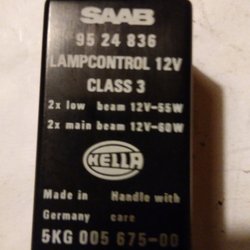 SAAB
95 24 836
LAMPCONTROL 12V
CLASS 3
2x low beam 12V-55W
2x main beam 12V-60W
HELLA
Made in Handle with
Germany care
5KG 005 675-00